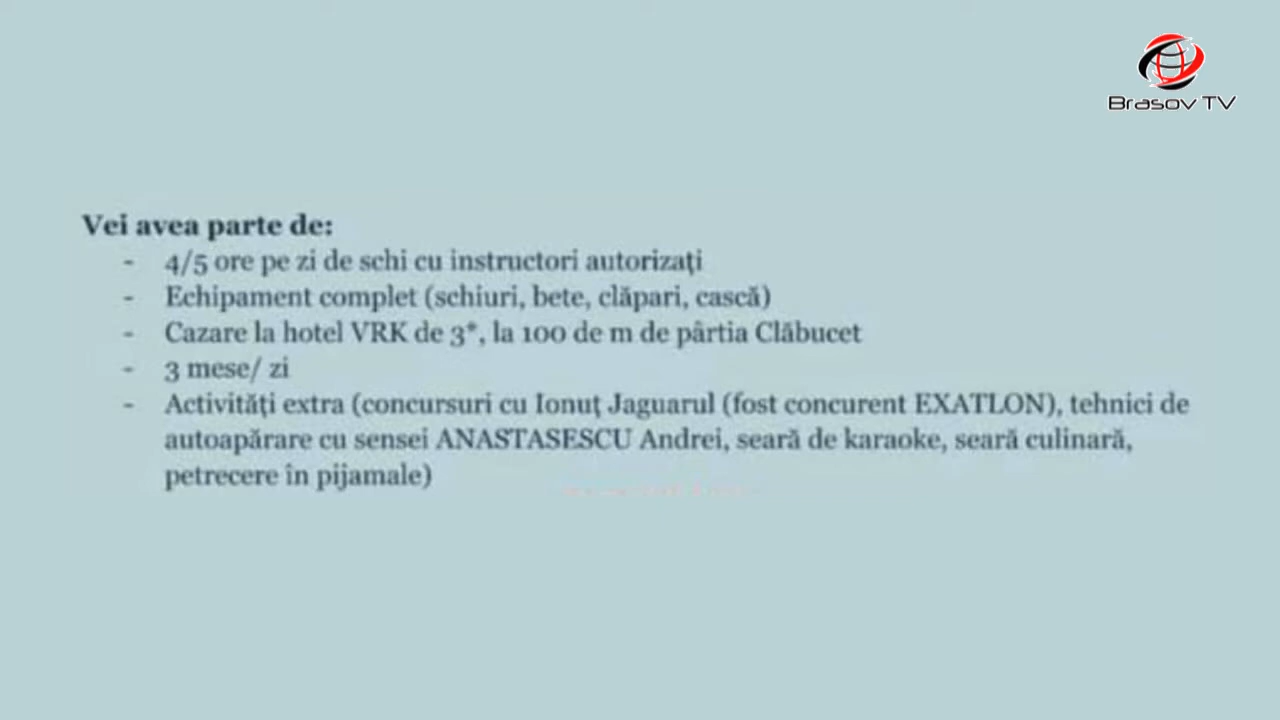 Brasov TV
Vei avea parte de:
- 4/5 ore pe zi de schi cu instructori autorizați
- Echipament complet (schiuri, bete, clăpari, cască)
- Cazare la hotel VRK de 3*, la 100 de m de pârtia Clăbucet
- 3 mese/ zi
- Activități extra (concursuri cu Ionuț Jaguarul (fost concurent EXATLON), tehnici de
autoapărare cu sensei ANASTASESCU Andrei, seară de karaoke, seară culinară,
petrecere în pijamale)